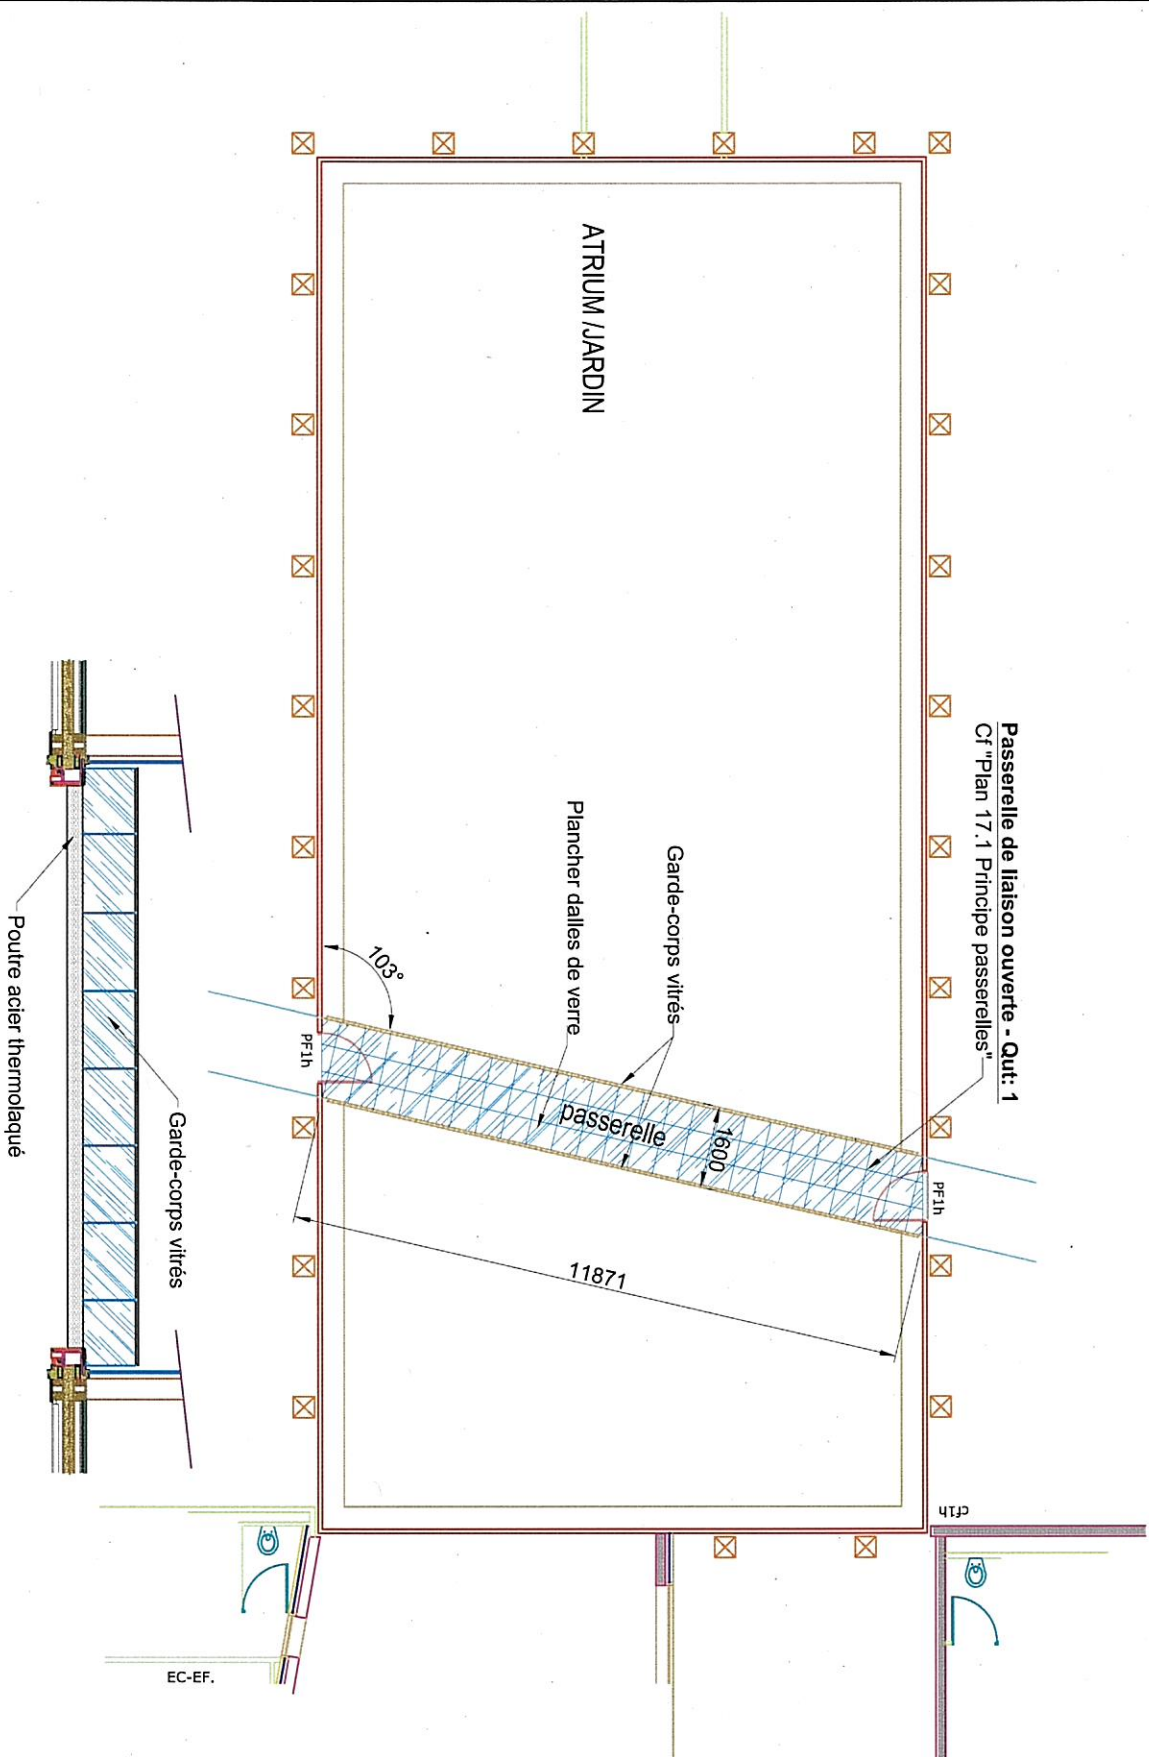 Passerelle de liaison ouverte - Qut: 1
Cf "Plan 17.1 Principe passerelles"
ATRIUM /JARDIN
Garde-corps vitrés
Plancher dalles de verre
103°
passerelle
1600
11871
PF1h
PF1h
cf1h
Garde-corps vitrés
Poutre acier thermolaqué
EC-EF.